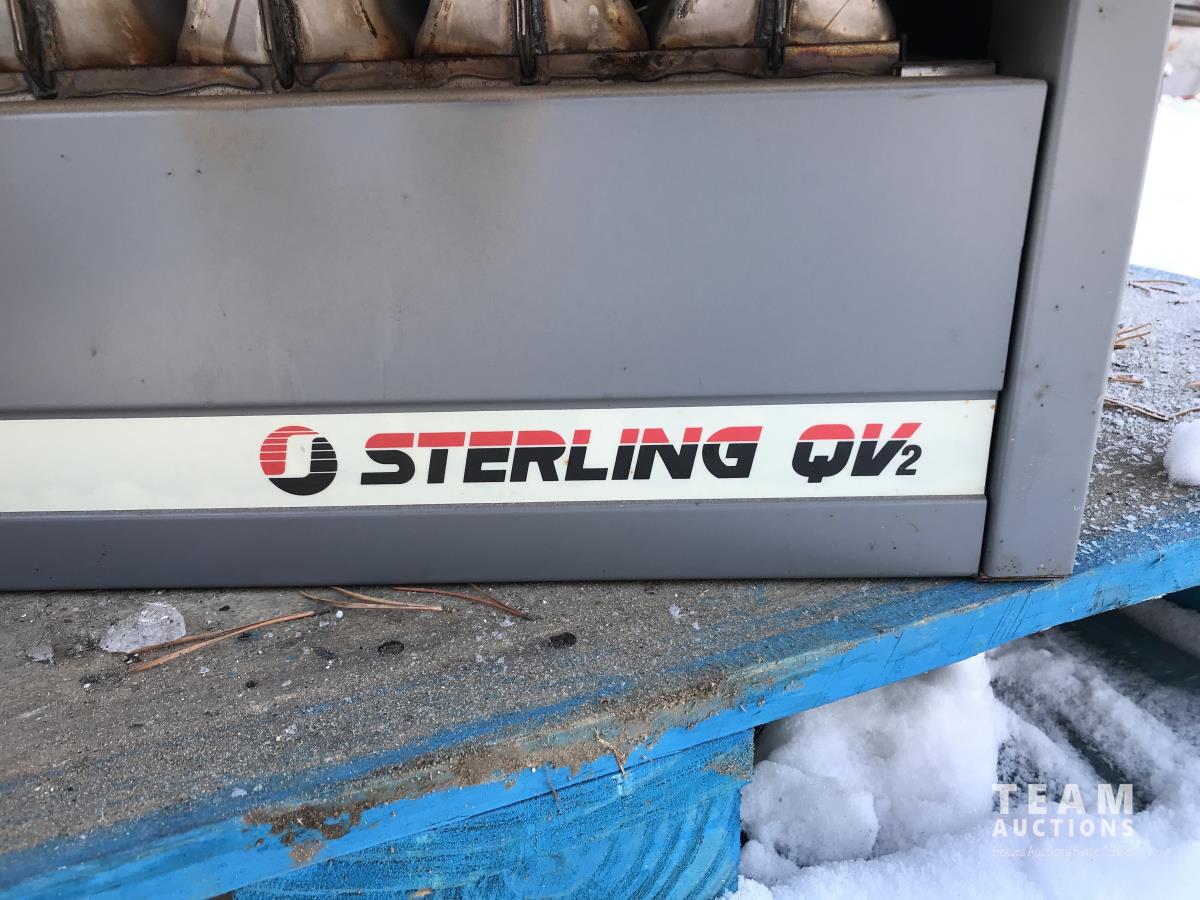 STERLING QV2
TEAM
AUCTIONS